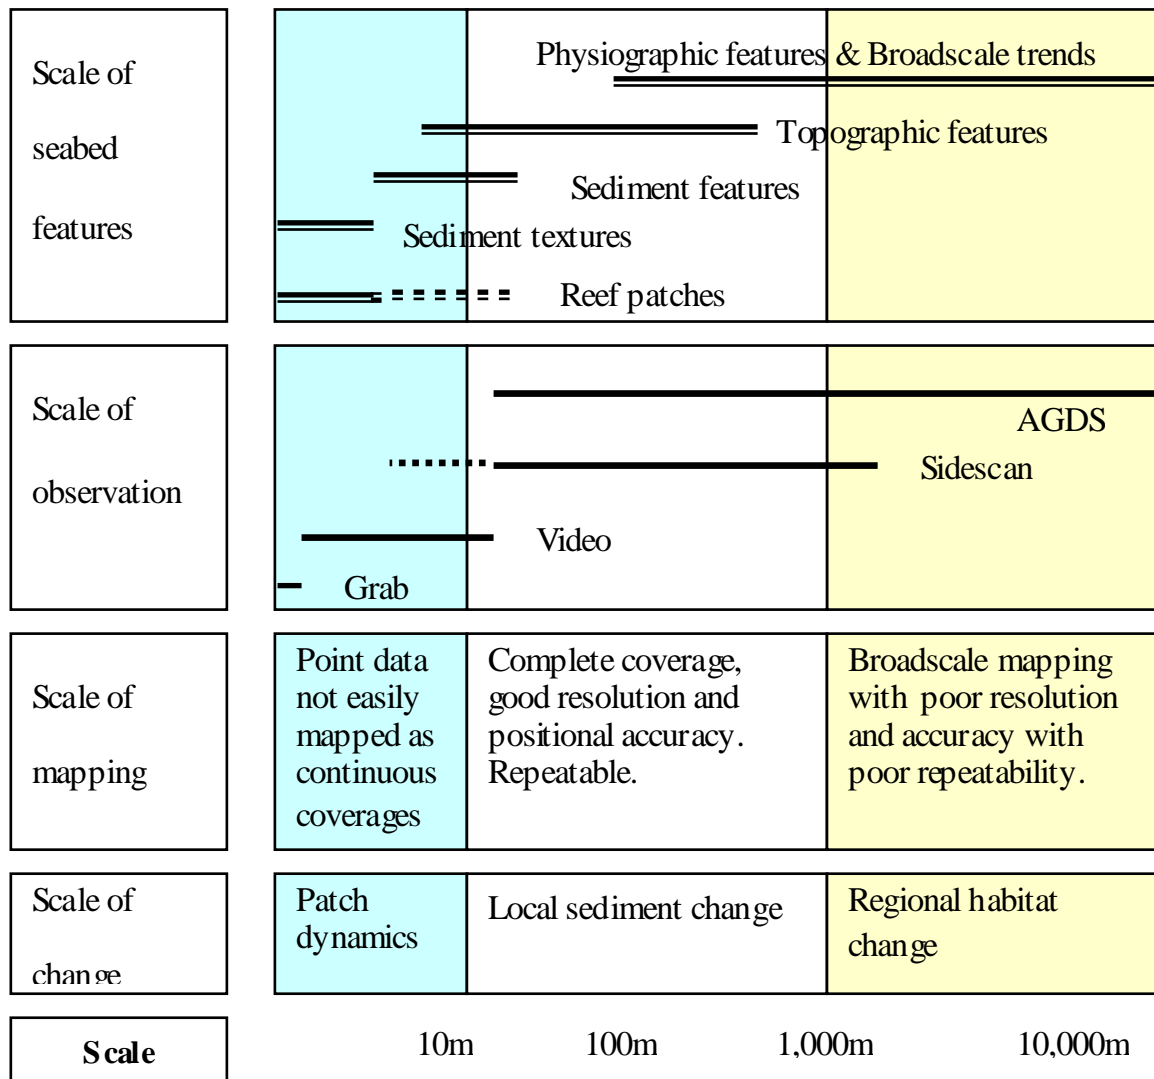 Scale of
seabed
features
Physiographic features & Broadscale trends
Topographic features
Sediment features
Sediment textures
Reef patches
Scale of
observation
AGDS
Sidescan
Video
Grab
Scale of
mapping
Point data
not easily
mapped as
continuous
coverages
Complete coverage,
good resolution and
positional accuracy.
Repeatable.
Broadscale mapping
with poor resolution
and accuracy with
poor repeatability.
Scale of
change
Patch
dynamics
Local sediment change
Regional habitat
change
Scale
10m
100m
1,000m
10,000m